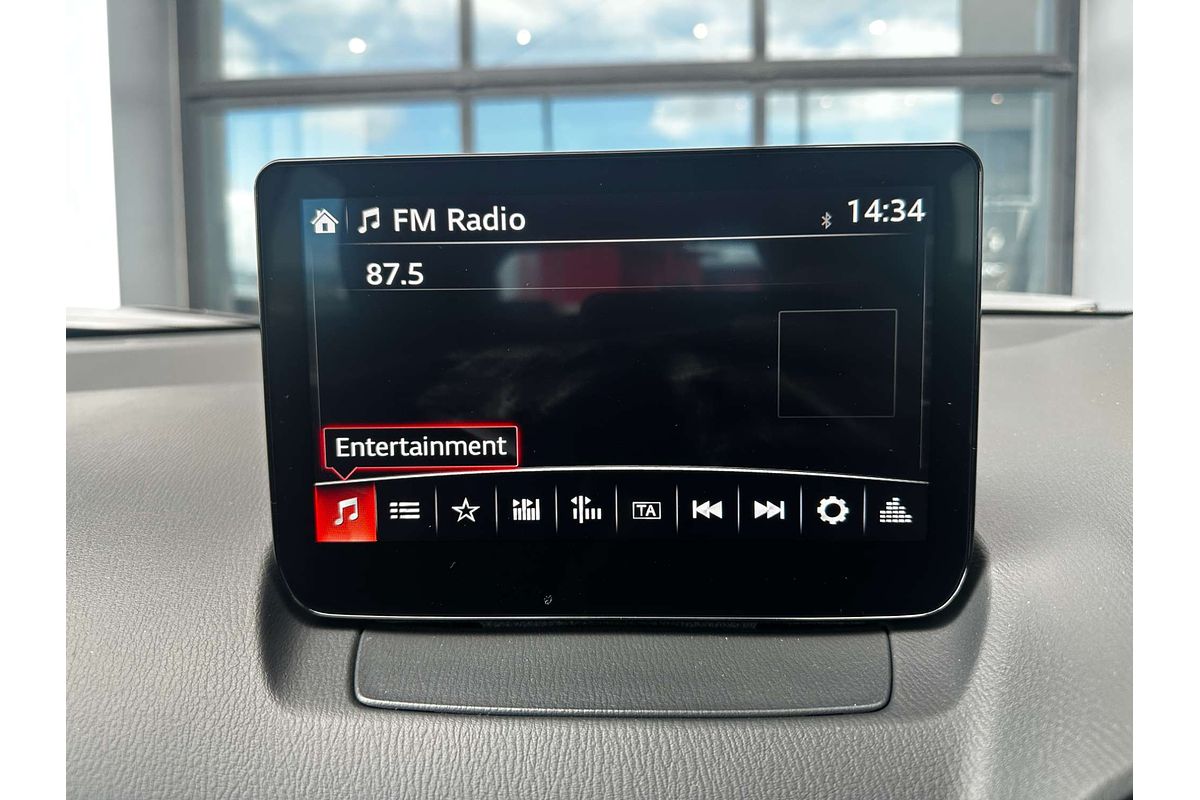 FM Radio 14:34
87.5
Entertainment
TA